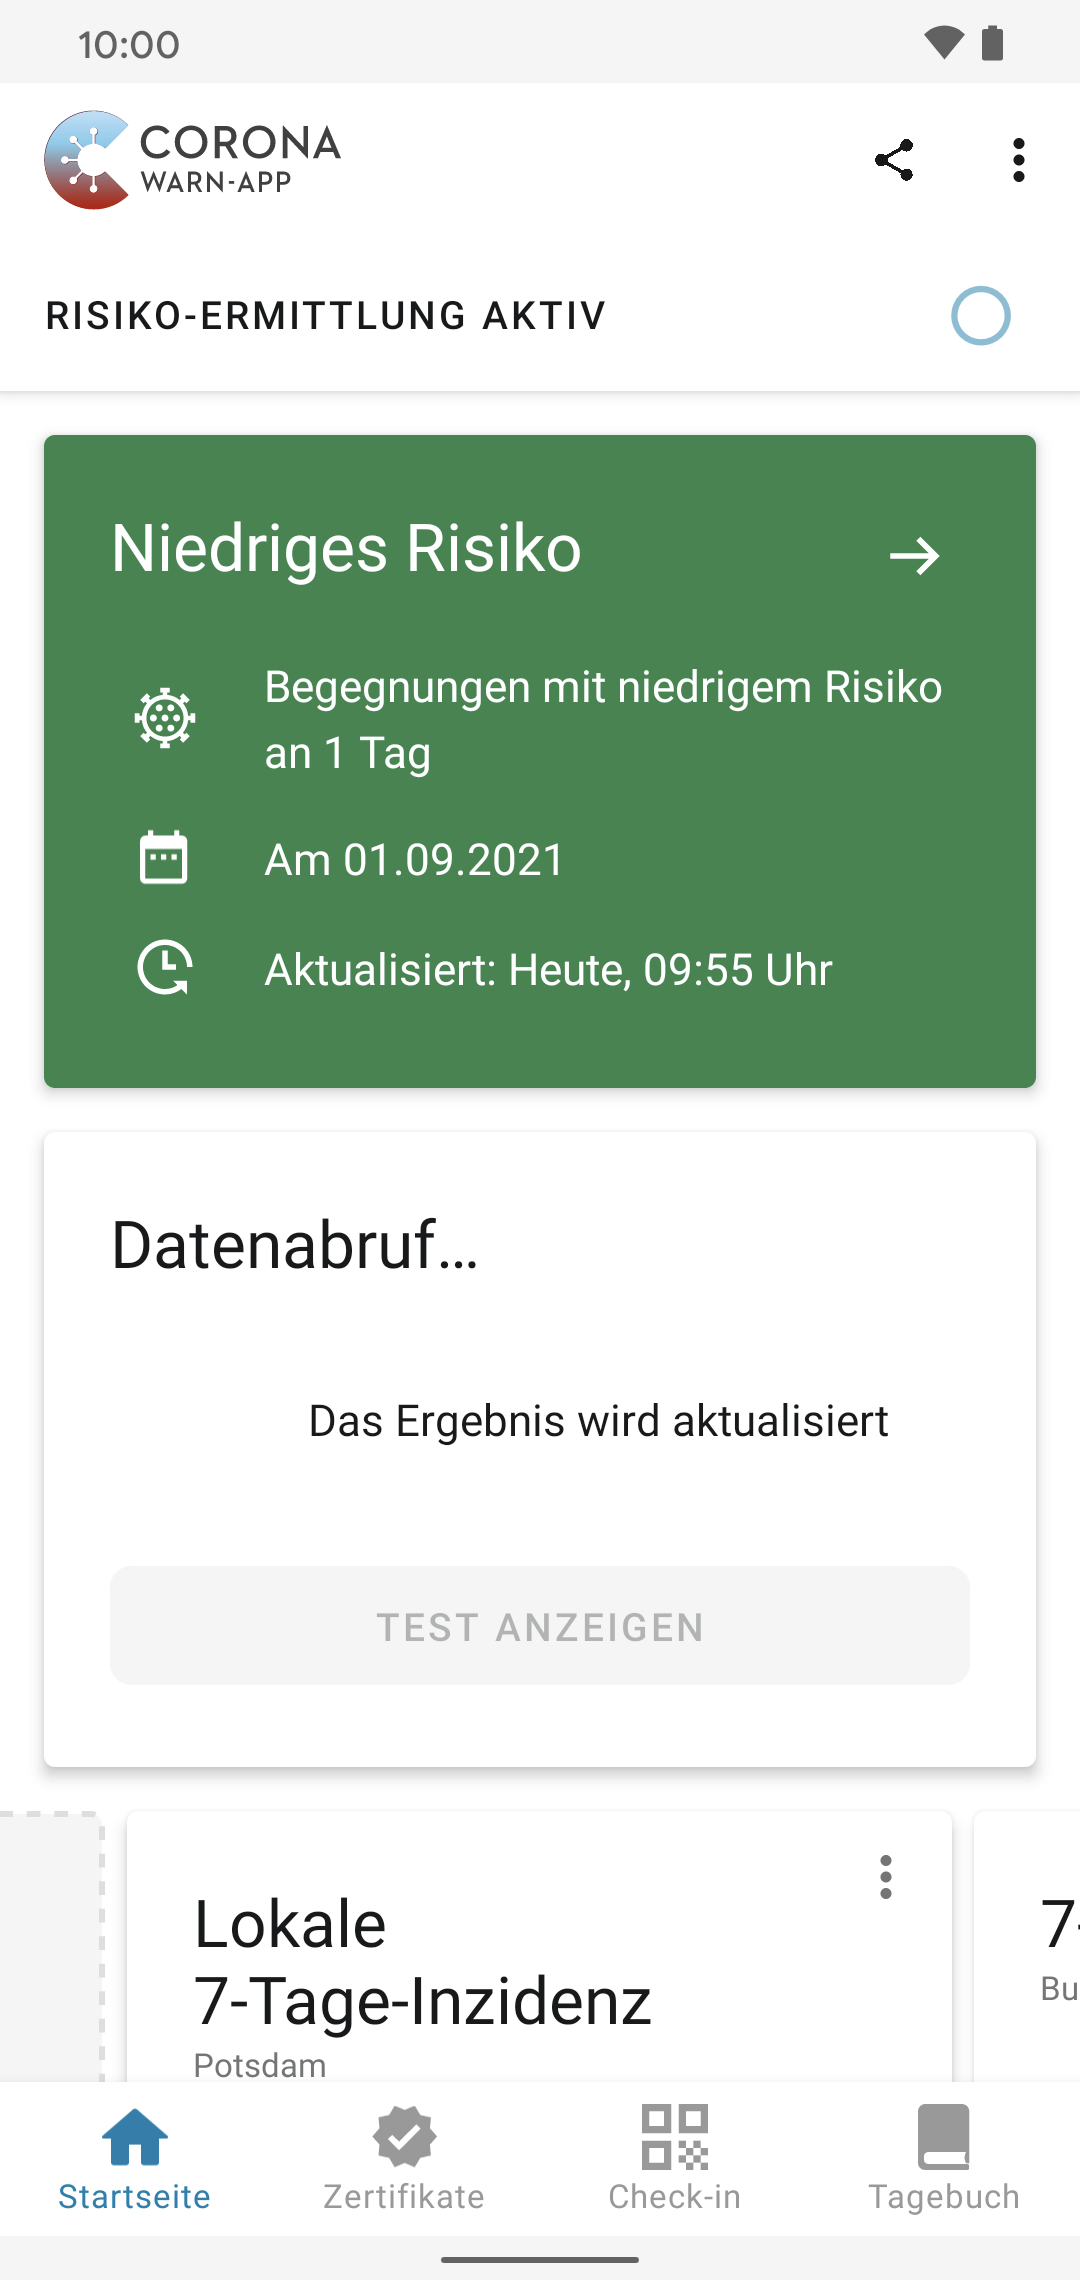 10:00
CORONA
WARN-APP
RISIKO-ERMITTLUNG AKTIV
Niedriges Risiko
Begegnungen mit niedrigem Risiko
an 1 Tag
Am 01.09.2021
Aktualisiert: Heute, 09:55 Uhr
Datenabruf…
Das Ergebnis wird aktualisiert
TEST ANZEIGEN
Lokale
7-Tage-Inzidenz
Potsdam
7-
Bu
Startseite
Zertifikate
Check-in
Tagebuch